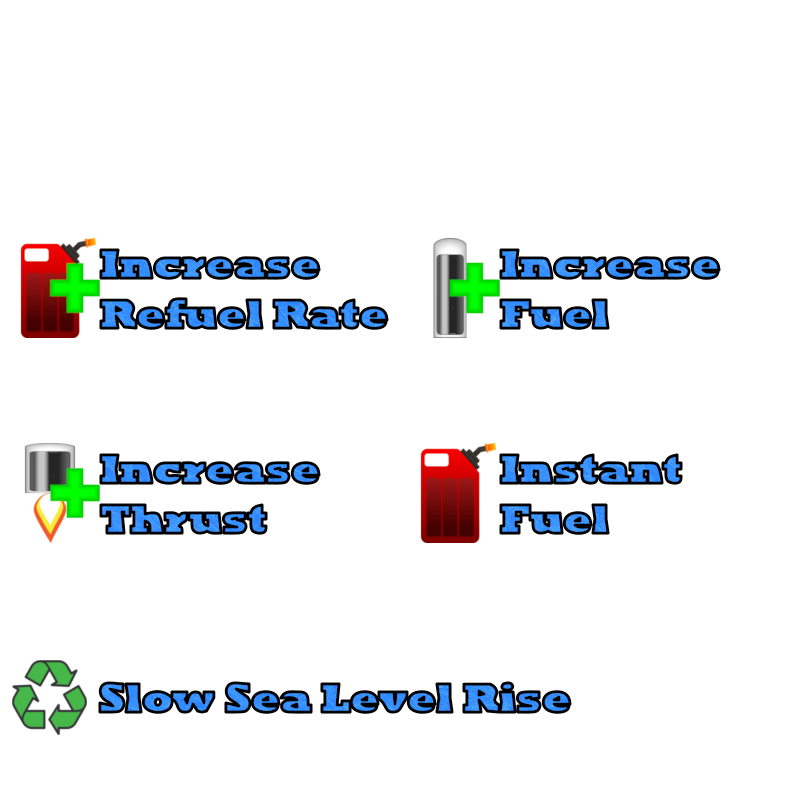 Increase
Refuel Rate
Increase
Fuel
Increase
Thrust
Instant
Fuel
Slow Sea Level Rise